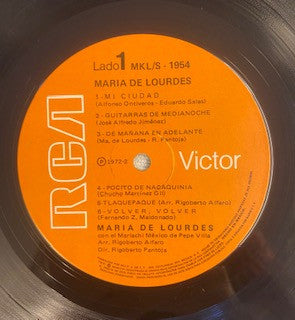 Lado 1 MKL/S - 1954
MARIA DE LOURDES
1 - MI CIUDAD
(Alfonso Ontiveros - Eduardo Salas)
2 - GUITARRAS DE MEDIANOCHE
(José Alfredo Jiménez)
3 - DE MAÑANA EN ADELANTE
(Ma. de Lourdes - R. Pantoja)
RCA
Victor
Ⓟ 1972-2
4 - POCITO DE NACAQUINIA
(Chucho Martínez Gil)
5 - TLAQUEPAQUE (Arr. Rigoberto Alfaro)
6 - VOLVER, VOLVER
(Fernando Z. Maldonado)
MARIA DE LOURDES
con el Mariachi México de Pepe Villa
Arr. Rigoberto Alfaro
Dir. Rigoberto Pantoja